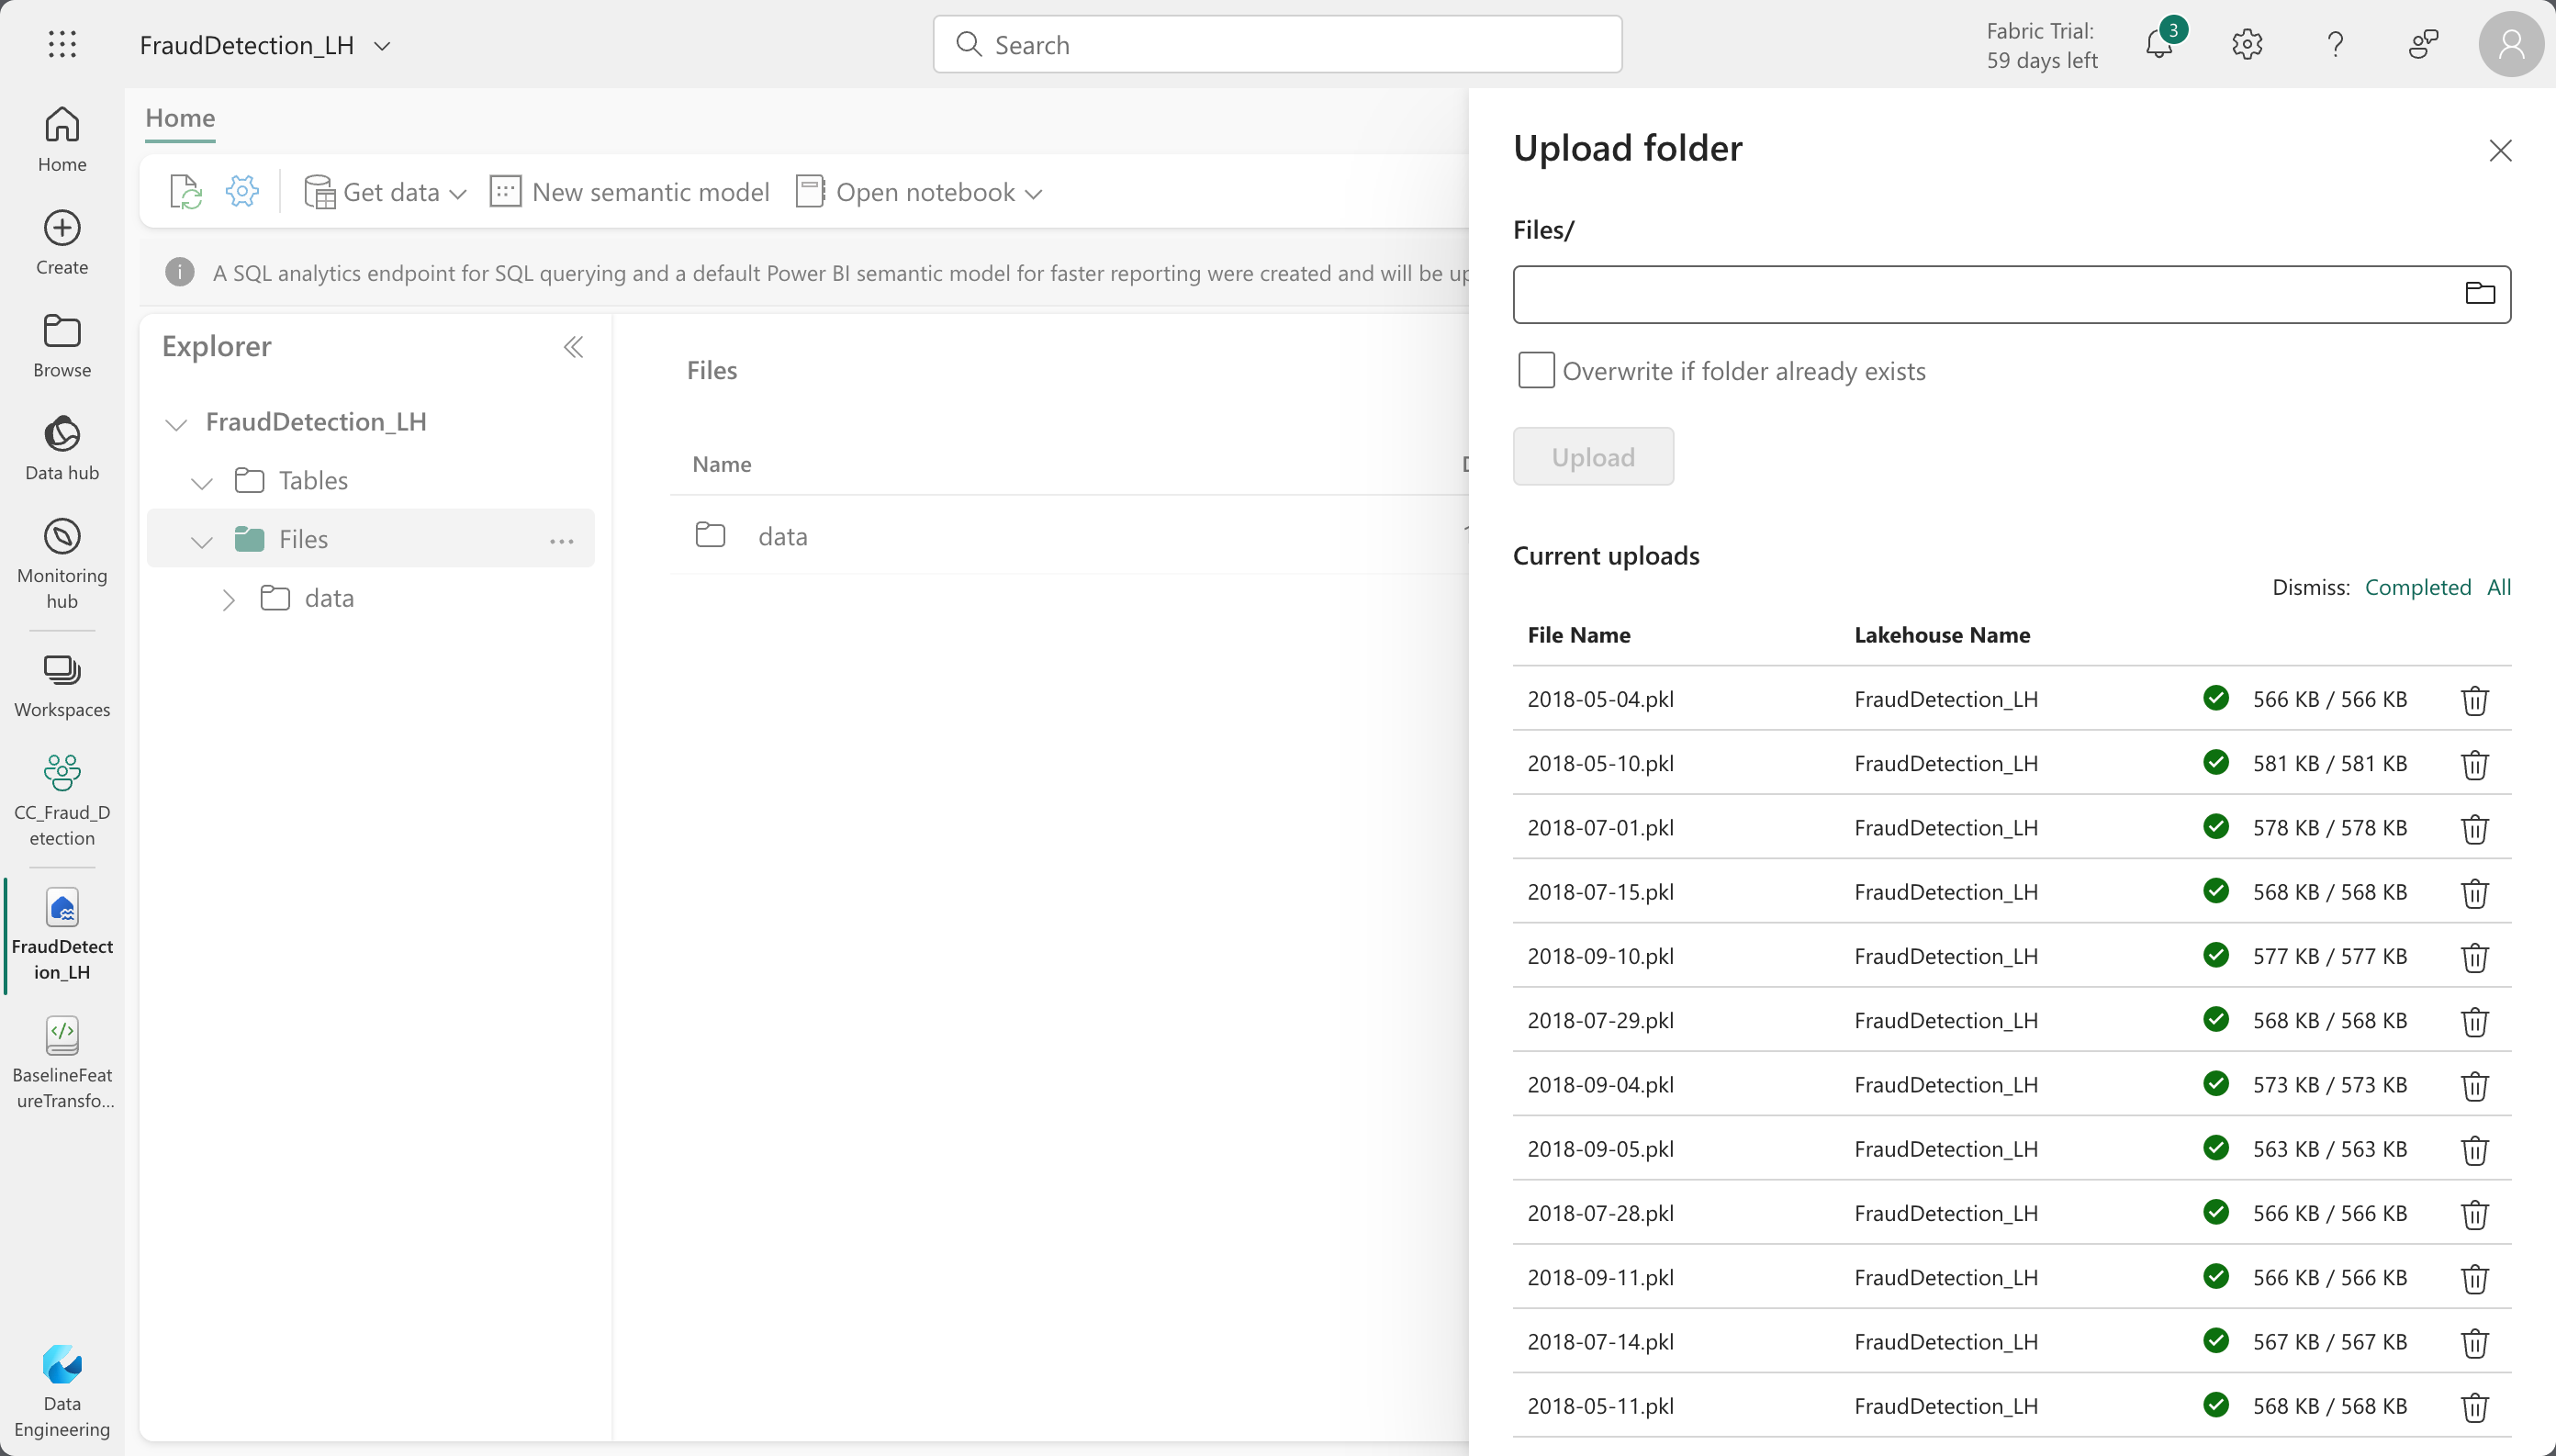 FraudDetection_LH
Search
Fabric Trial:
59 days left
3
Home
Create
Browse
Data hub
Monitoring
hub
Workspaces
CC_Fraud_D
etection
FraudDetect
ion_LH
BaselineFeat
ureTransfo...
Data
Engineering
Home
Get data
New semantic model
Open notebook
A SQL analytics endpoint for SQL querying and a default Power BI semantic model for faster reporting were created and will be up
Explorer
FraudDetection_LH
Tables
Files
data
Files
Name
data
Upload folder
Files/
Overwrite if folder already exists
Upload
Current uploads
Dismiss: Completed All
File Name Lakehouse Name
2018-05-04.pkl FraudDetection_LH 566 KB / 566 KB
2018-05-10.pkl FraudDetection_LH 581 KB / 581 KB
2018-07-01.pkl FraudDetection_LH 578 KB / 578 KB
2018-07-15.pkl FraudDetection_LH 568 KB / 568 KB
2018-09-10.pkl FraudDetection_LH 577 KB / 577 KB
2018-07-29.pkl FraudDetection_LH 568 KB / 568 KB
2018-09-04.pkl FraudDetection_LH 573 KB / 573 KB
2018-09-05.pkl FraudDetection_LH 563 KB / 563 KB
2018-07-28.pkl FraudDetection_LH 566 KB / 566 KB
2018-09-11.pkl FraudDetection_LH 566 KB / 566 KB
2018-07-14.pkl FraudDetection_LH 567 KB / 567 KB
2018-05-11.pkl FraudDetection_LH 568 KB / 568 KB